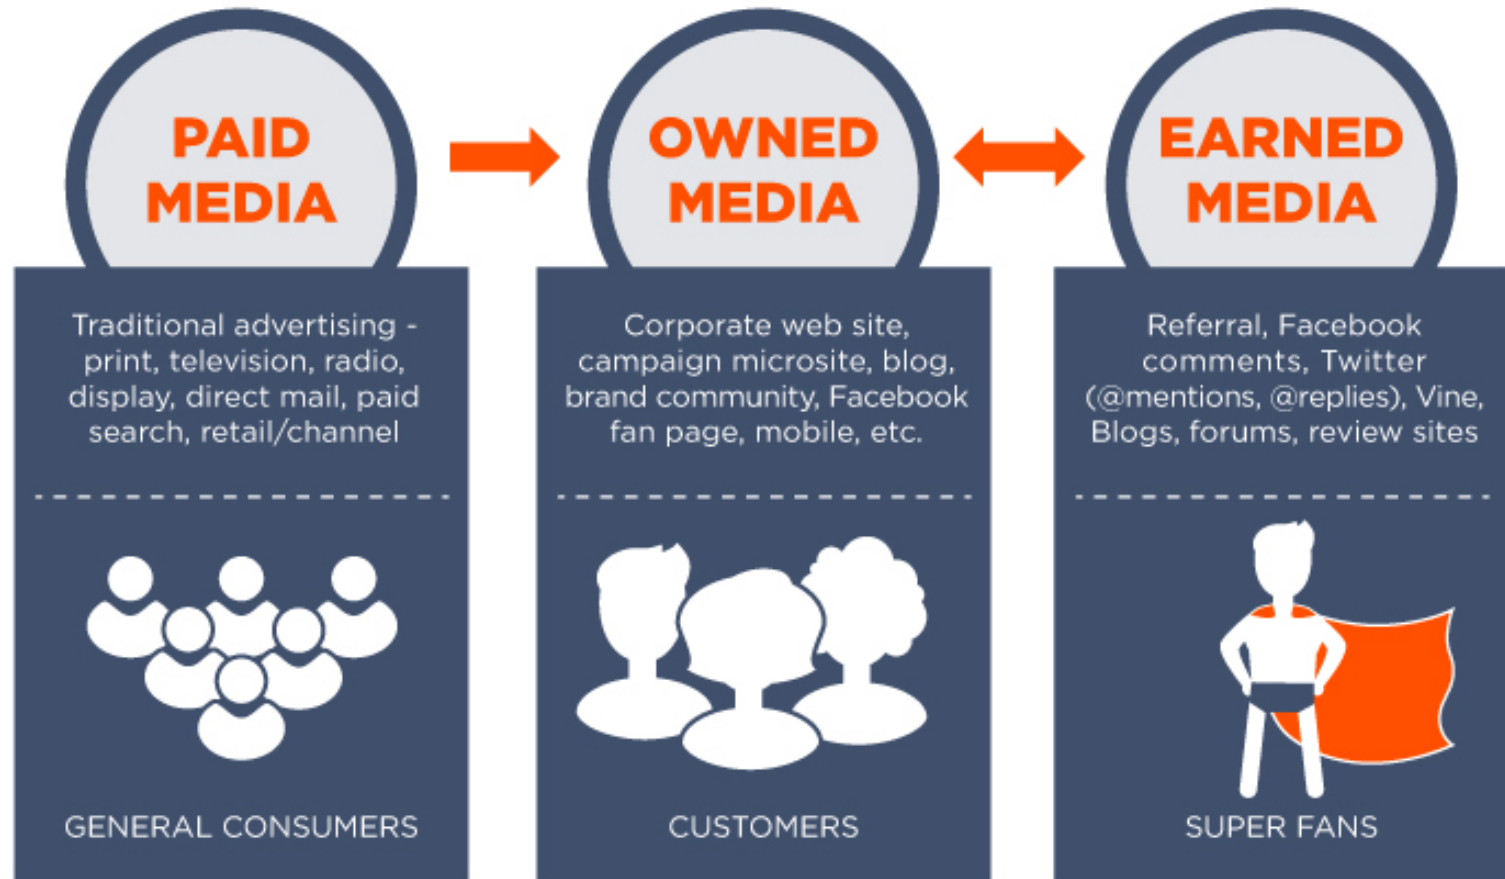 PAID
MEDIA
Traditional advertising -
print, television, radio,
display, direct mail, paid
search, retail/channel
GENERAL CONSUMERS
OWNED
MEDIA
Corporate web site,
campaign microsite, blog,
brand community, Facebook
fan page, mobile, etc.
CUSTOMERS
EARNED
MEDIA
Referral, Facebook
comments, Twitter
(@mentions, @replies), Vine,
Blogs, forums, review sites
SUPER FANS